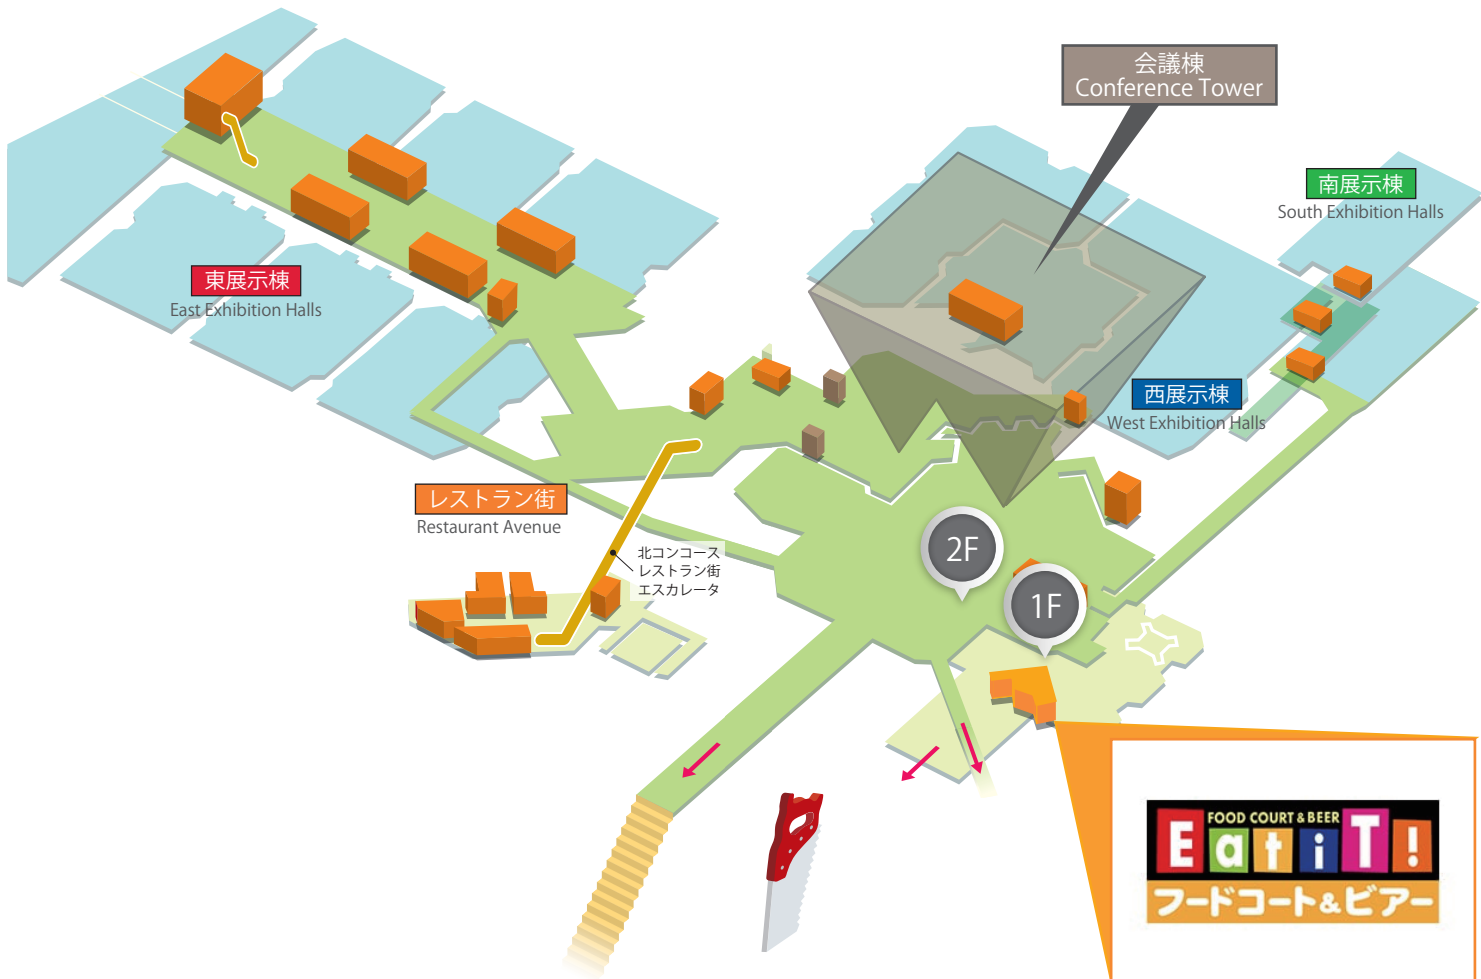 会議棟
Conference Tower
南展示棟
South Exhibition Halls
東展示棟
East Exhibition Halls
西展示棟
West Exhibition Halls
レストラン街
Restaurant Avenue
北コンコース
レストラン街
エスカレータ
2F
1F
FOOD COURT & BEER
EatiT!
フードコート&ビアー